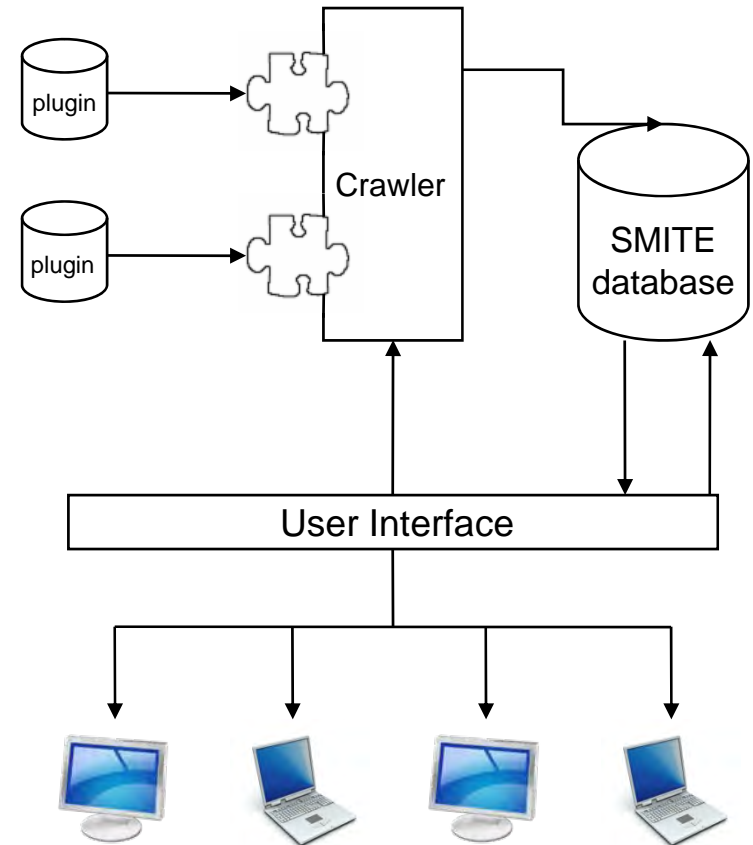 plugin
Crawler
SMITE
database
plugin
User Interface